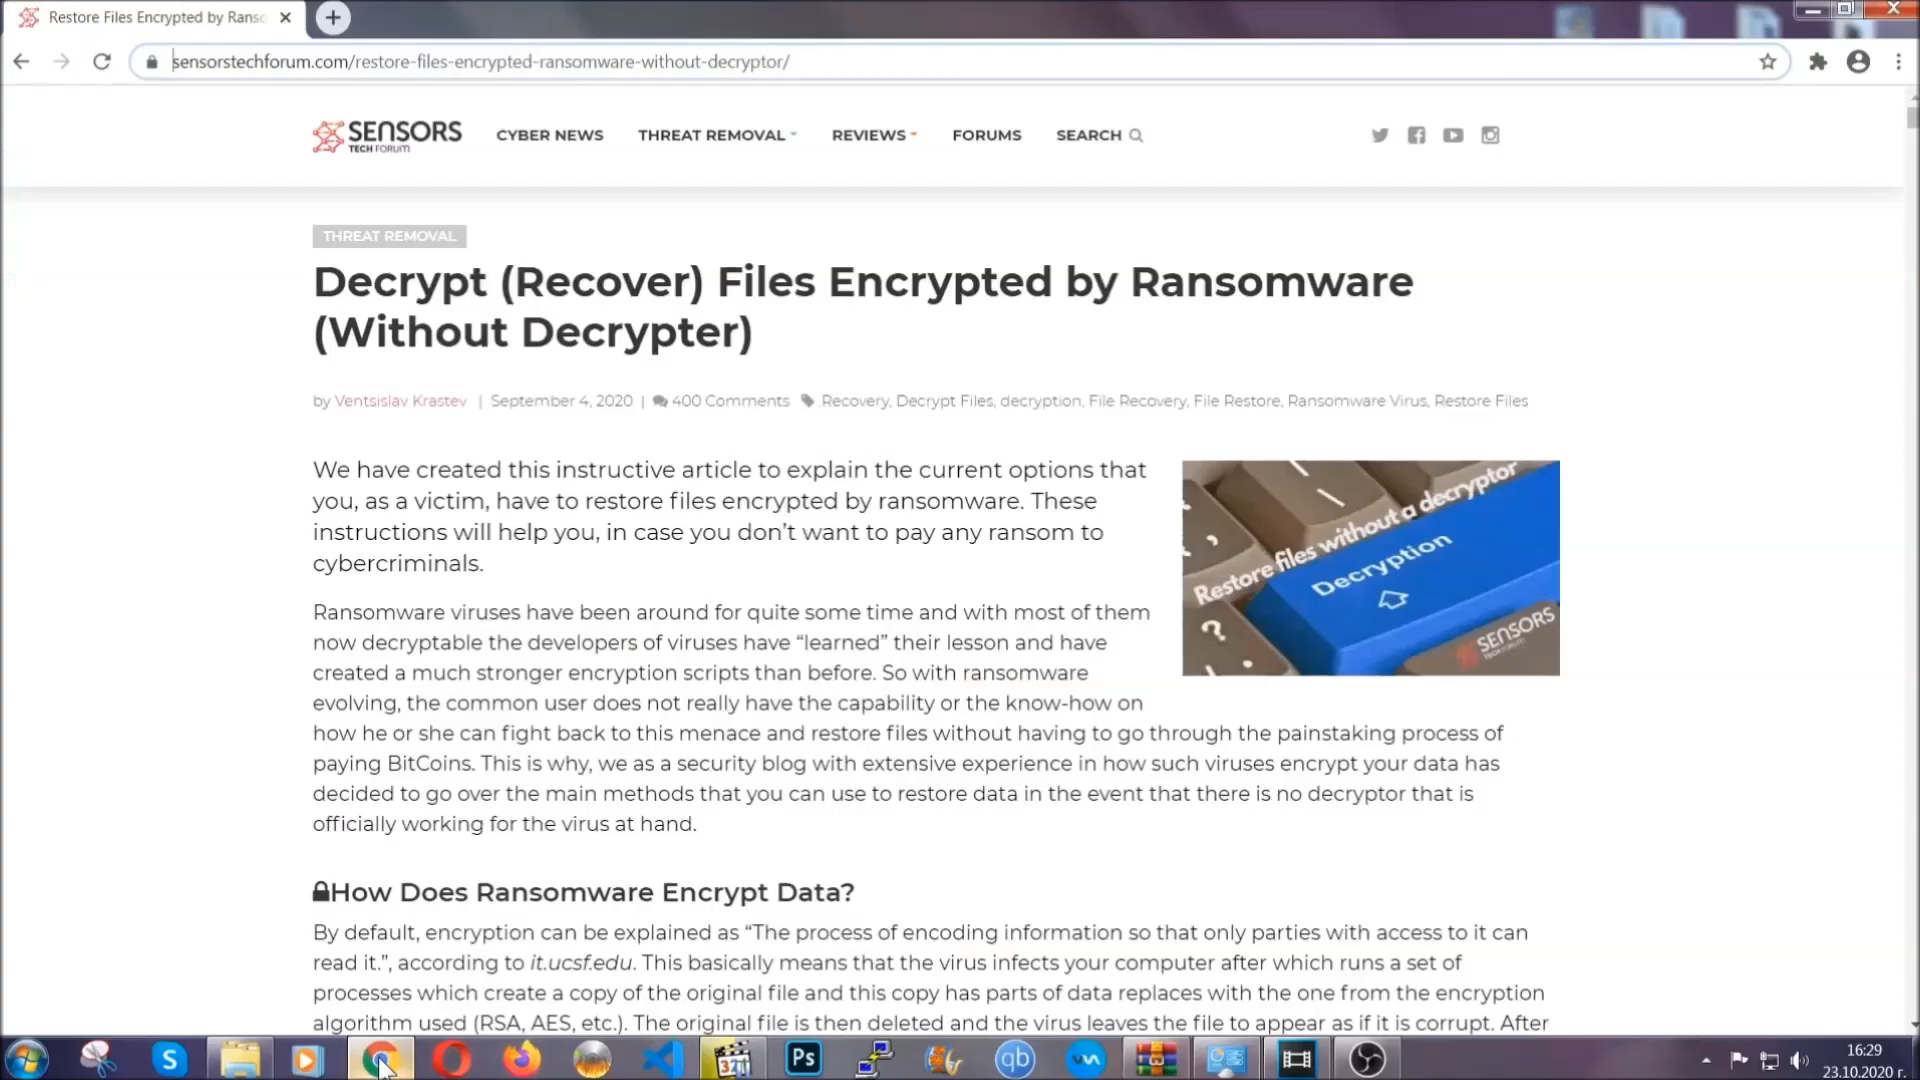 Restore Files Encrypted by Ranso
sensorstechforum.com/restore-files-encrypted-ransomware-without-decryptor/
SENSORS
TECH FORUM
CYBER NEWS
THREAT REMOVAL
REVIEWS
FORUMS
SEARCH
THREAT REMOVAL
Decrypt (Recover) Files Encrypted by Ransomware
(Without Decrypter)
by Ventsislav Krastev | September 4, 2020 | 400 Comments .Recovery, Decrypt Files, decryption, File Recovery, File Restore, Ransomware Virus, Restore Files
We have created this instructive article to explain the current options that
you, as a victim, have to restore files encrypted by ransomware. These
instructions will help you, in case you don’t want to pay any ransom to
cybercriminals.
Restore files without a decryptor
Decryption
SENSORS
TECH FORUM
Ransomware viruses have been around for quite some time and with most of them
now decryptable the developers of viruses have “learned” their lesson and have
created a much stronger encryption scripts than before. So with ransomware
evolving, the common user does not really have the capability or the know-how on
how he or she can fight back to this menace and restore files without having to go through the painstaking process of
paying BitCoins. This is why, we as a security blog with extensive experience in how such viruses encrypt your data has
decided to go over the main methods that you can use to restore data in the event that there is no decryptor that is
officially working for the virus at hand.
How Does Ransomware Encrypt Data?
By default, encryption can be explained as “The process of encoding information so that only parties with access to it can
read it.”, according to it.ucsf.edu. This basically means that the virus infects your computer after which runs a set of
processes which create a copy of the original file and this copy has parts of data replaces with the one from the encryption
algorithm used (RSA, AES, etc.). The original file is then deleted and the virus leaves the file to appear as if it is corrupt. After
S
321
Ps
qb
16:29
23.10.2020 г.